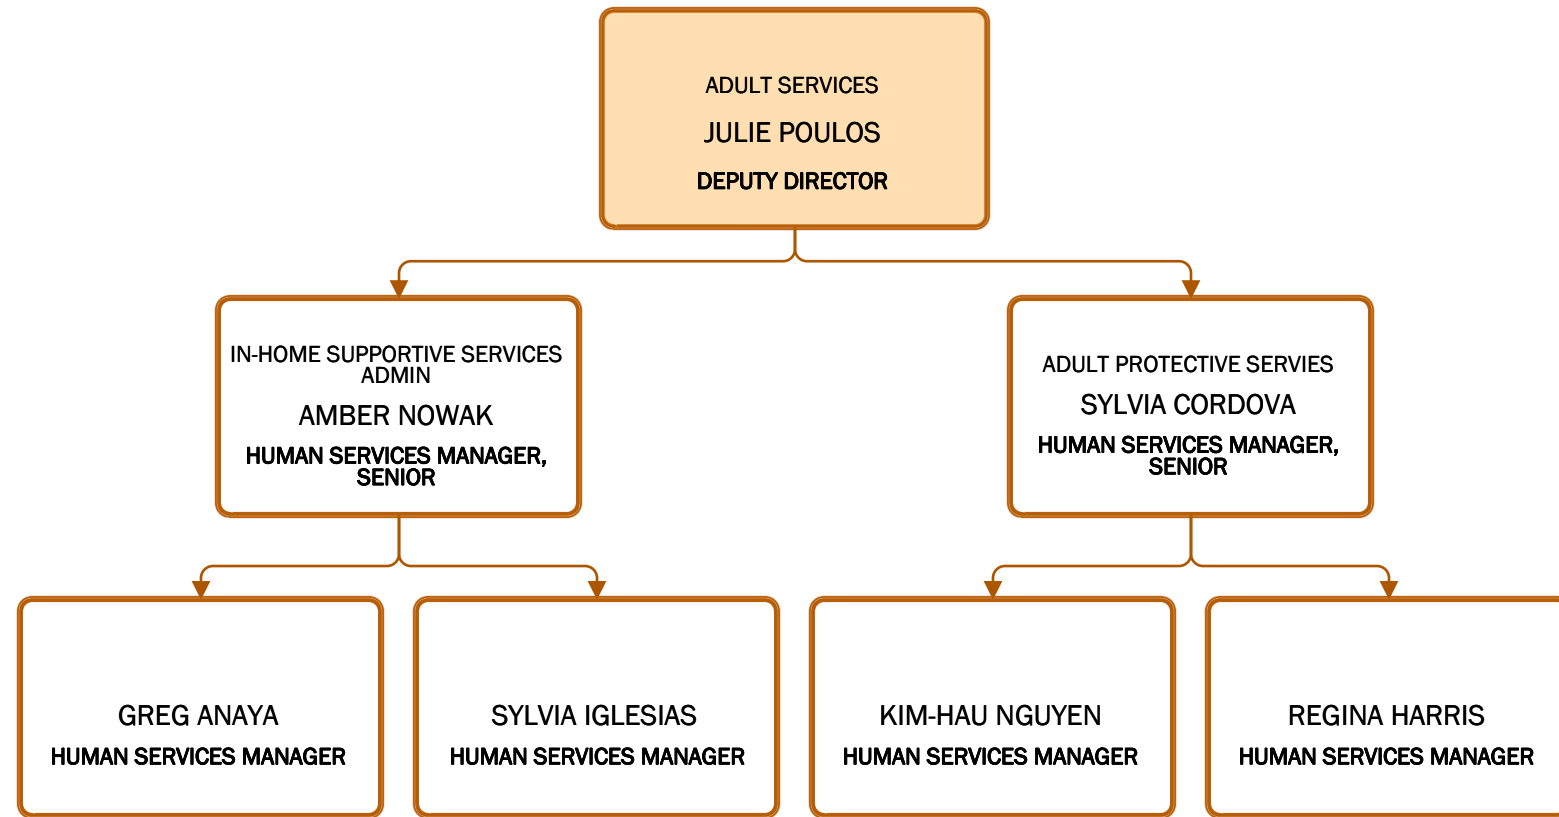 ADULT SERVICES
JULIE POULOS
DEPUTY DIRECTOR
IN-HOME SUPPORTIVE SERVICES
ADMIN
AMBER NOWAK
HUMAN SERVICES MANAGER,
SENIOR
ADULT PROTECTIVE SERVIES
SYLVIA CORDOVA
HUMAN SERVICES MANAGER,
SENIOR
GREG ANAYA
HUMAN SERVICES MANAGER
SYLVIA IGLESIAS
HUMAN SERVICES MANAGER
KIM-HAU NGUYEN
HUMAN SERVICES MANAGER
REGINA HARRIS
HUMAN SERVICES MANAGER